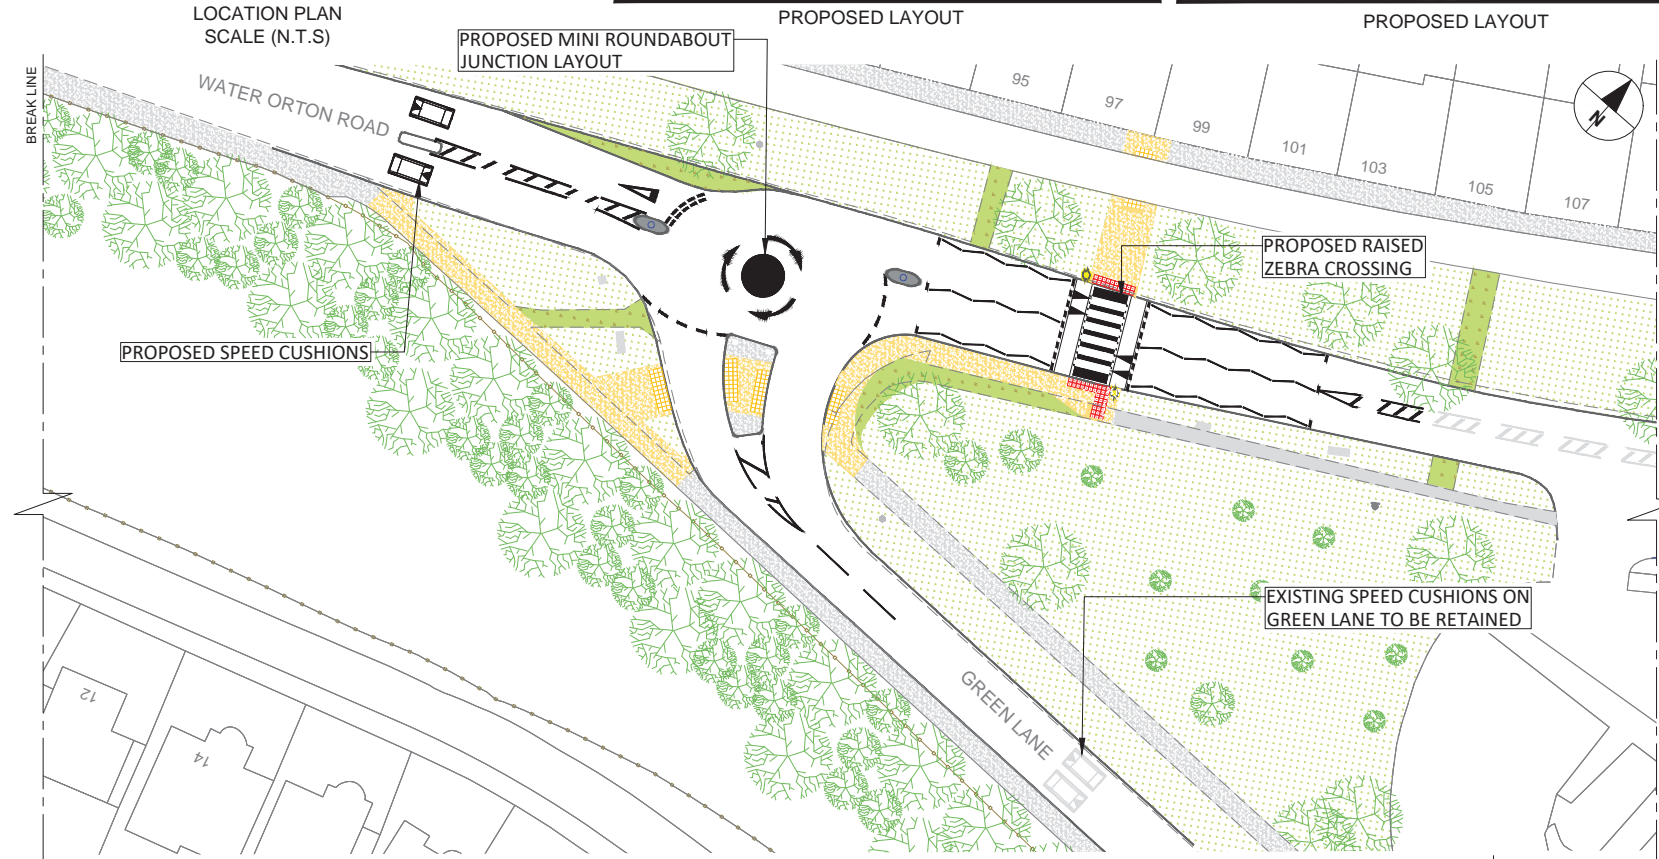 LOCATION PLAN
SCALE (N.T.S)
PROPOSED LAYOUT
PROPOSED LAYOUT
PROPOSED MINI ROUNDABOUT
JUNCTION LAYOUT
BREAK LINE
WATER ORTON ROAD
95
97
99
101
103
105
107
N
PROPOSED RAISED
ZEBRA CROSSING
PROPOSED SPEED CUSHIONS
EXISTING SPEED CUSHIONS ON
GREEN LANE TO BE RETAINED
GREEN LANE
12
14